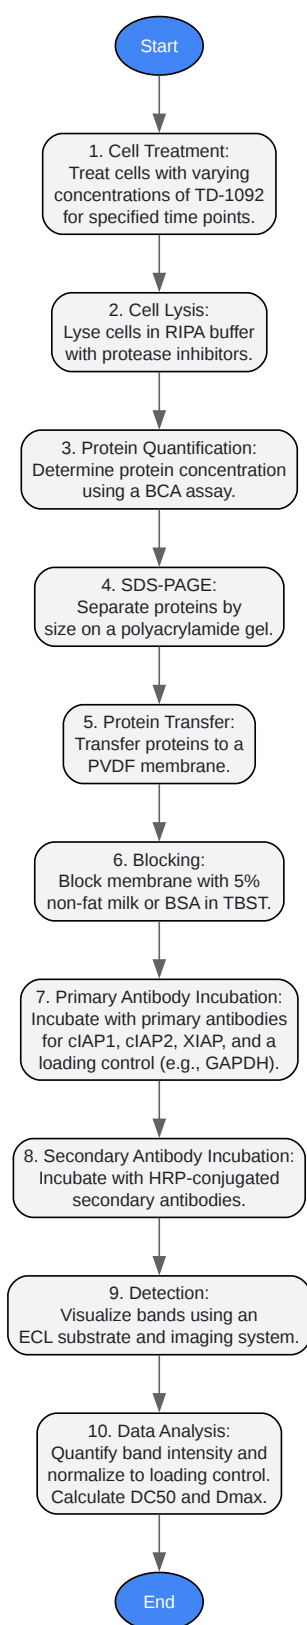 Start
1. Cell Treatment:
Treat cells with varying
concentrations of TD-1092
for specified time points.
2. Cell Lysis:
Lyse cells in RIPA buffer
with protease inhibitors.
3. Protein Quantification:
Determine protein concentration
using a BCA assay.
4. SDS-PAGE:
Separate proteins by
size on a polyacrylamide gel.
5. Protein Transfer:
Transfer proteins to a
PVDF membrane.
6. Blocking:
Block membrane with 5%
non-fat milk or BSA in TBST.
7. Primary Antibody Incubation:
Incubate with primary antibodies
for cIAP1, cIAP2, XIAP, and a
loading control (e.g., GAPDH).
8. Secondary Antibody Incubation:
Incubate with HRP-conjugated
secondary antibodies.
9. Detection:
Visualize bands using an
ECL substrate and imaging system.
10. Data Analysis:
Quantify band intensity and
normalize to loading control.
Calculate DC50 and Dmax.
End